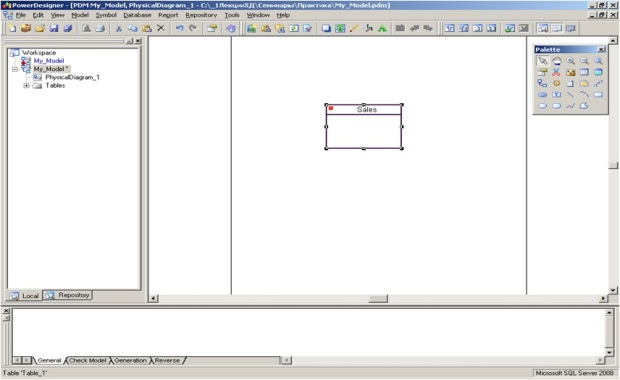 PowerDesigner - [PDM My_Model, PhysicalDiagram_1 - C:\_1ЛекцииХД\Семинары\Практика\My_Model.pdm]
File Edit View Model Symbol Database Report Repository Tools Window Help
Workspace
My_Model
My_Model *
PhysicalDiagram_1
Tables
Sales
Palette
Local Repository
General Check Model Generation Reverse
Table 'Table_1'
Microsoft SQL Server 2008